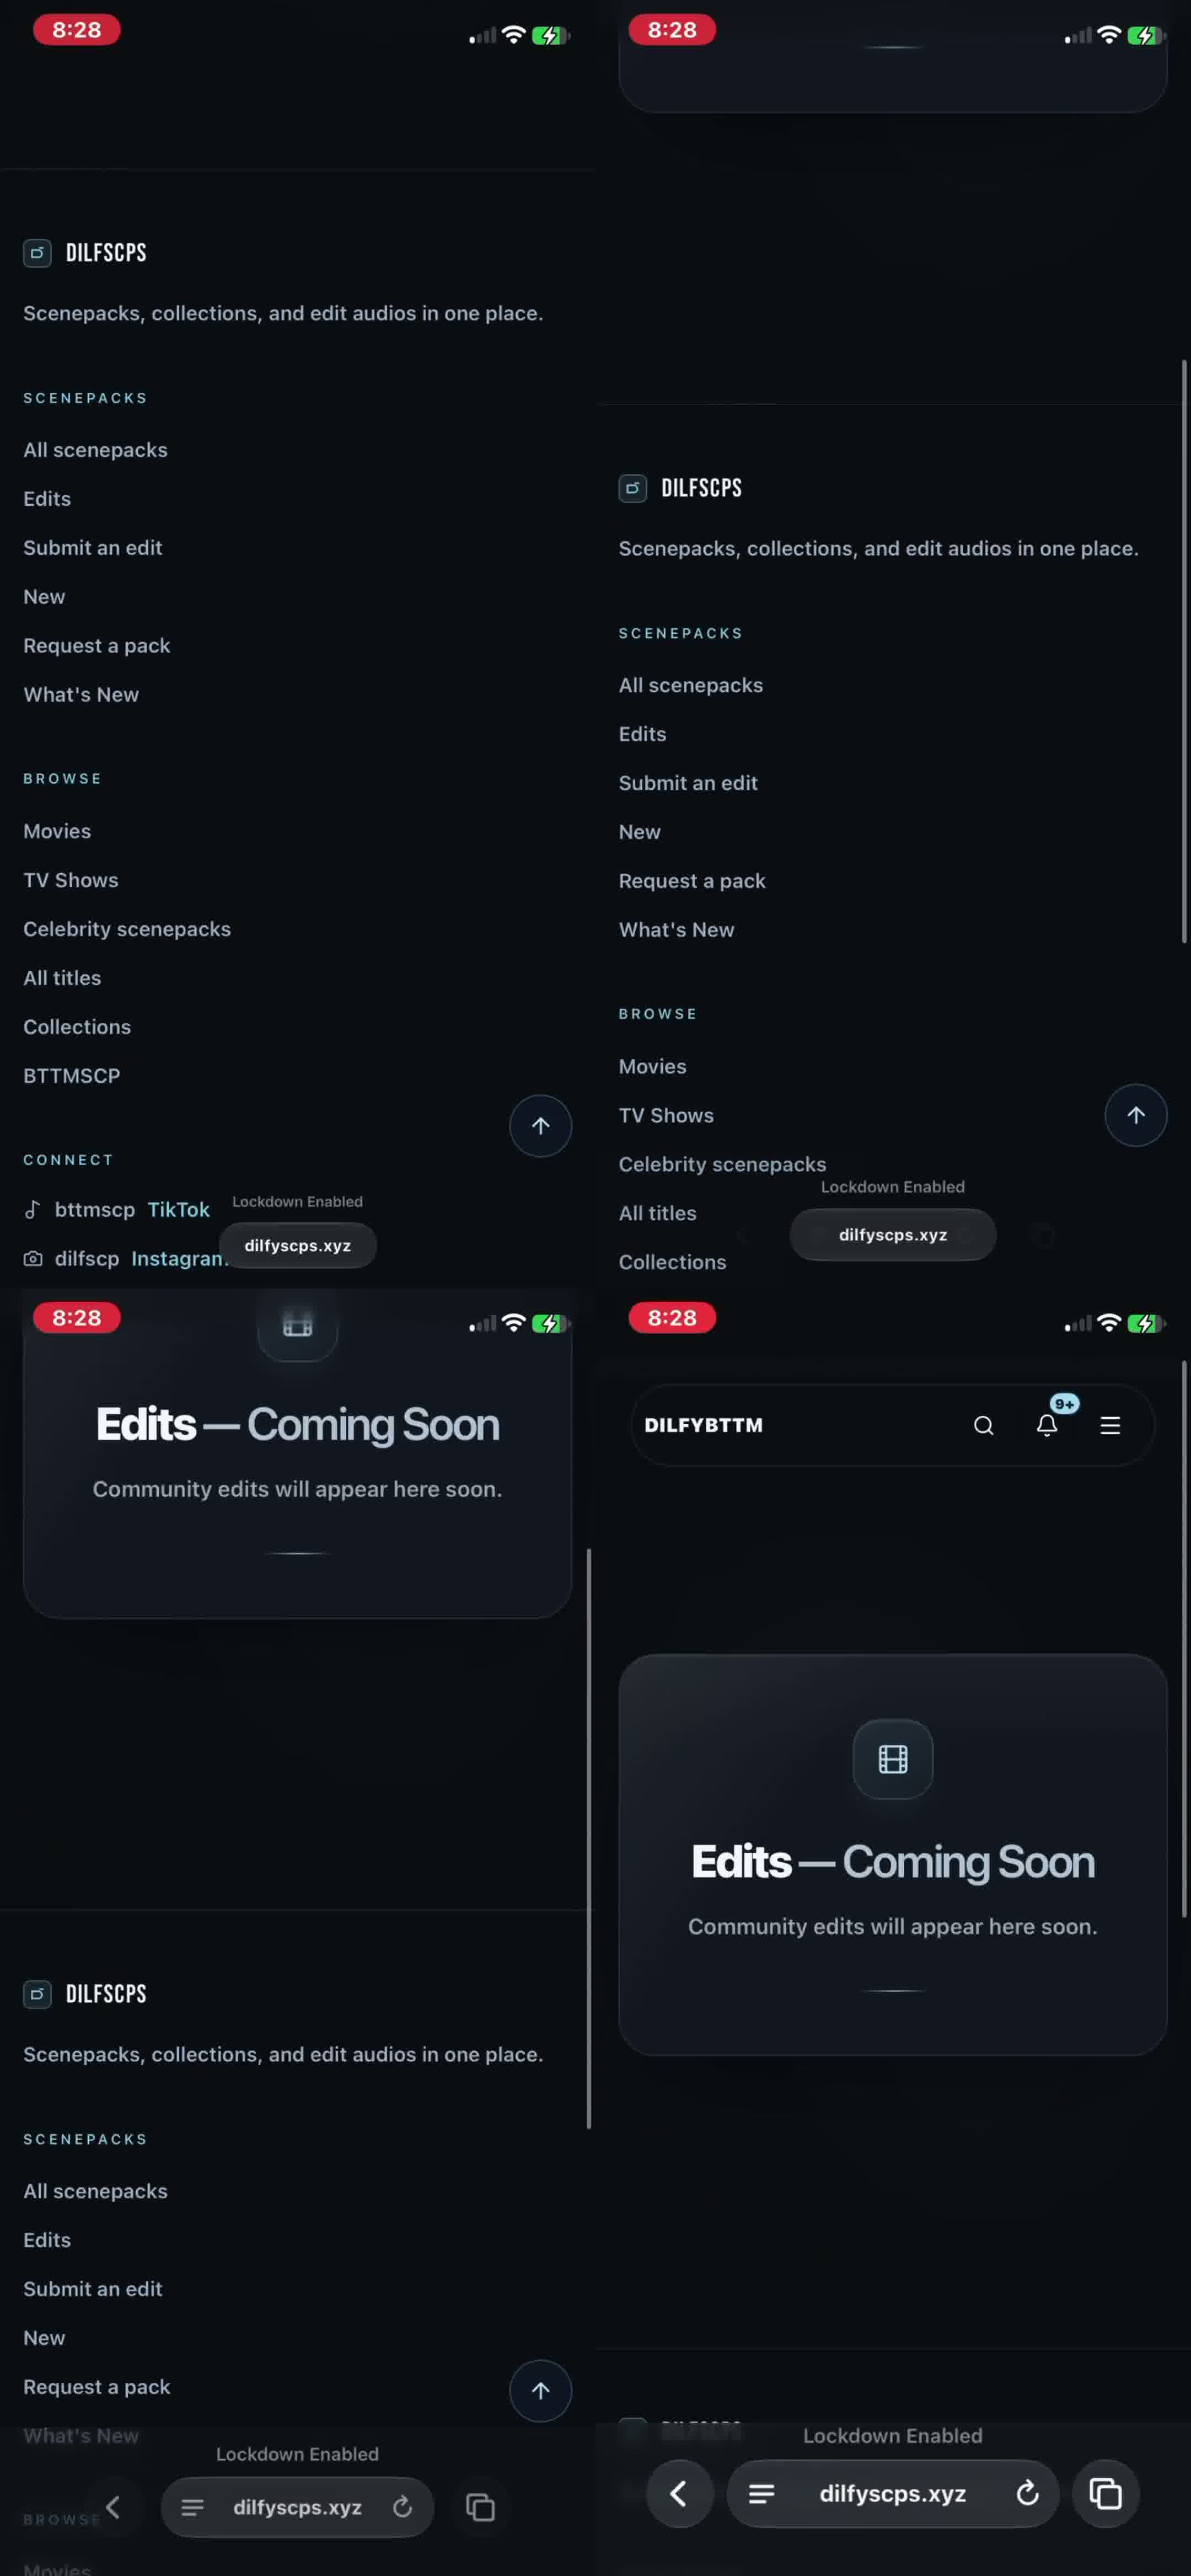 8:28
DILFSCPS
Scenepacks, collections, and edit audios in one place.
SCENEPACKS
All scenepacks
Edits
Submit an edit
New
Request a pack
What's New
BROWSE
Movies
TV Shows
Celebrity scenepacks
All titles
Collections
BTTMSCP
CONNECT
bttmscp TikTok
Lockdown Enabled
dilfscp Instagram
dilfyscps.xyz
8:28
DILFSCPS
Scenepacks, collections, and edit audios in one place.
SCENEPACKS
All scenepacks
Edits
Submit an edit
New
Request a pack
What's New
BROWSE
Movies
TV Shows
Celebrity scenepacks
Lockdown Enabled
All titles
dilfyscps.xyz
Collections
8:28
Edits — Coming Soon
Community edits will appear here soon.
DILFSCPS
Scenepacks, collections, and edit audios in one place.
SCENEPACKS
All scenepacks
Edits
Submit an edit
New
Request a pack
What's New
Lockdown Enabled
dilfyscps.xyz
BROWSE
Movies
8:28
DILFYBTTM
9+
Edits — Coming Soon
Community edits will appear here soon.
DILFSCPS
Lockdown Enabled
dilfyscps.xyz